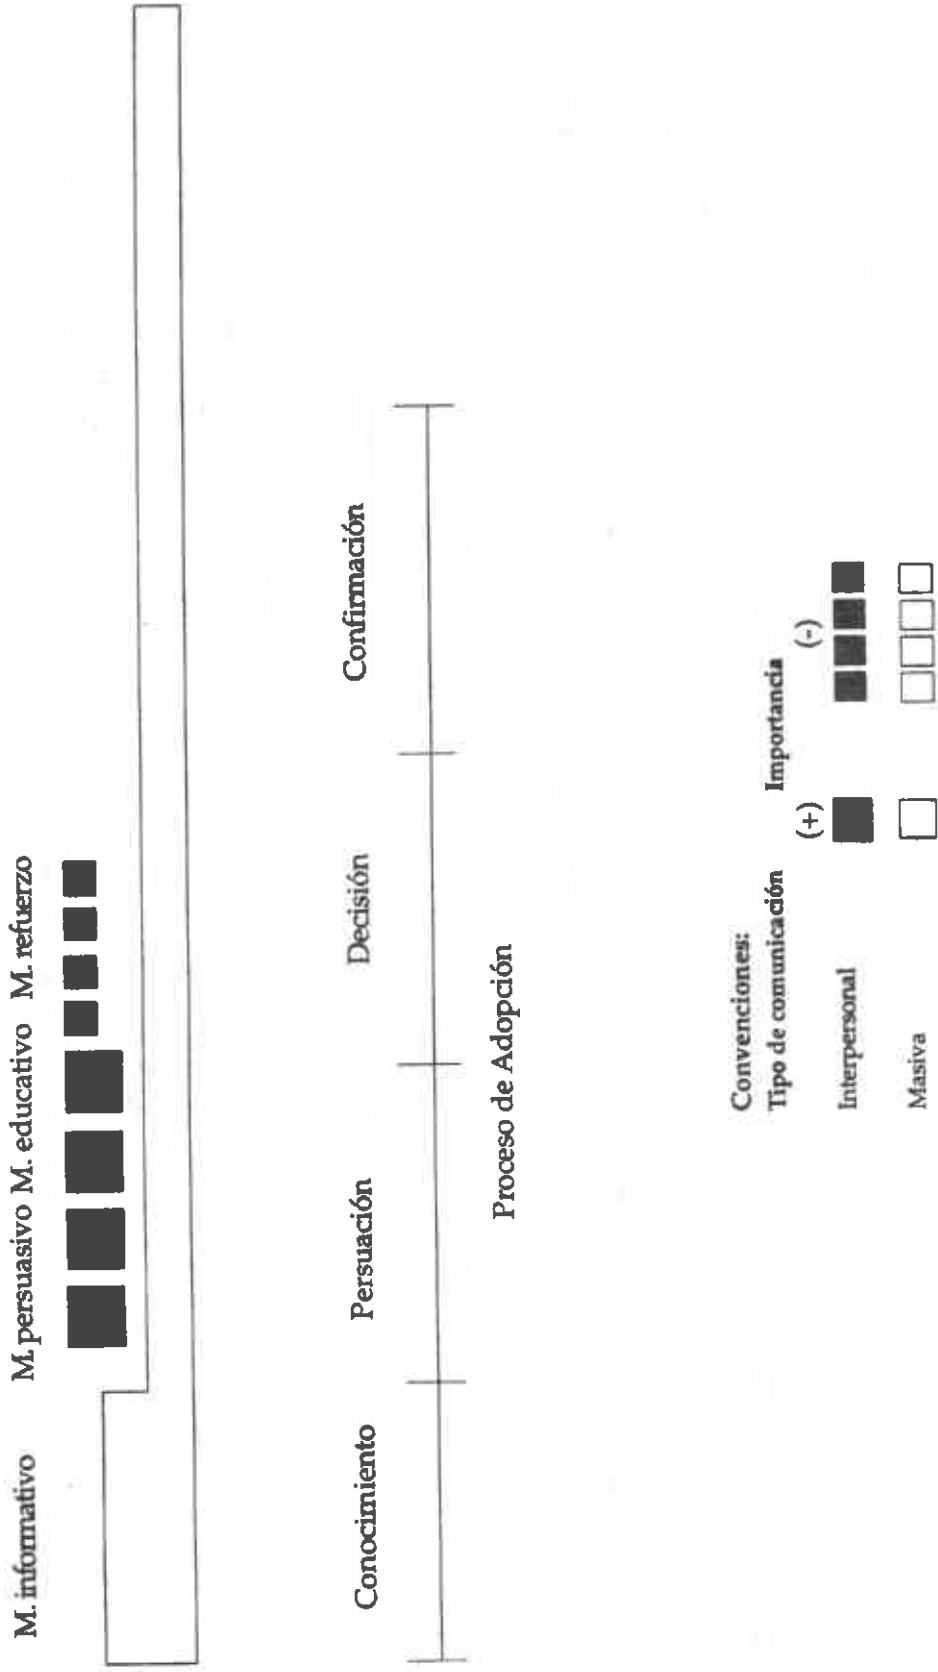 M. informativo M. persuasivo M. educativo M. refuerzo
Conocimiento Persuación Decisión Confirmación
Proceso de Adopción
Convenciones:
Tipo de comunicación Importancia
(+) (-)
Interpersonal
Masiva